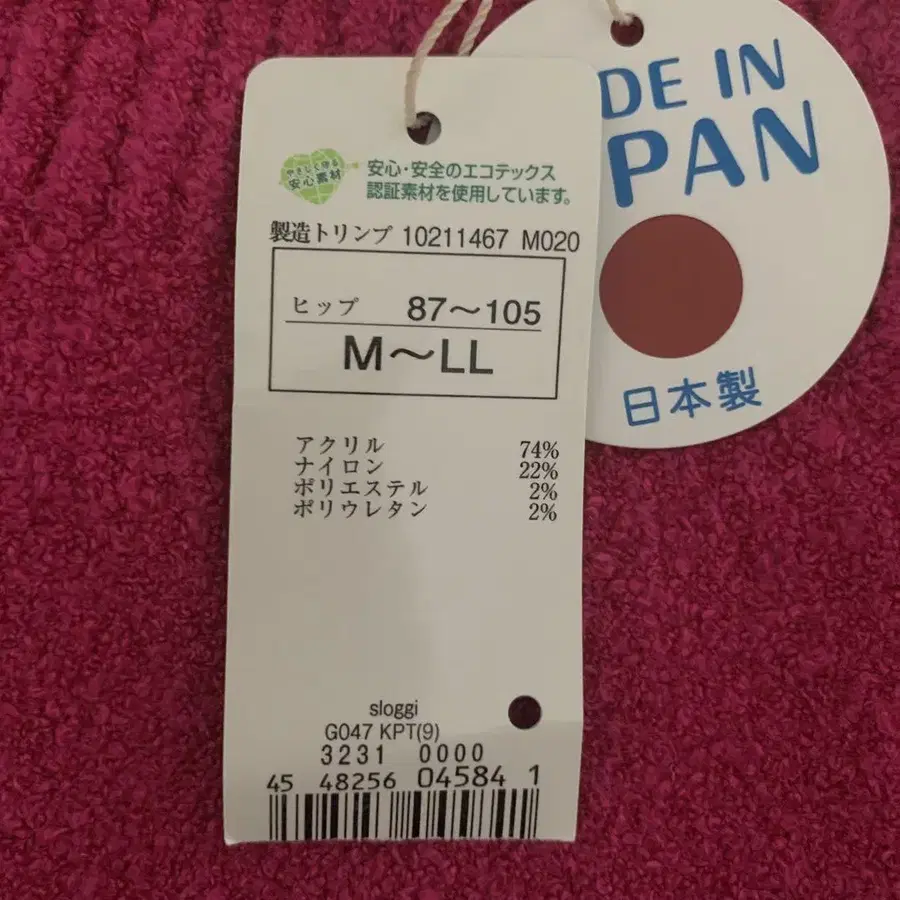 やさしく守る
安心素材
安心・安全のエコテックス
認証素材を使用しています。
製造トリンプ 10211467 M020
ヒップ 87〜105
M〜LL
アクリル 74%
ナイロン 22%
ポリエステル 2%
ポリウレタン 2%
sloggi
G047 KPT(9)
3231 0000
45 48256 04584 1
DE IN
PAN
日本製